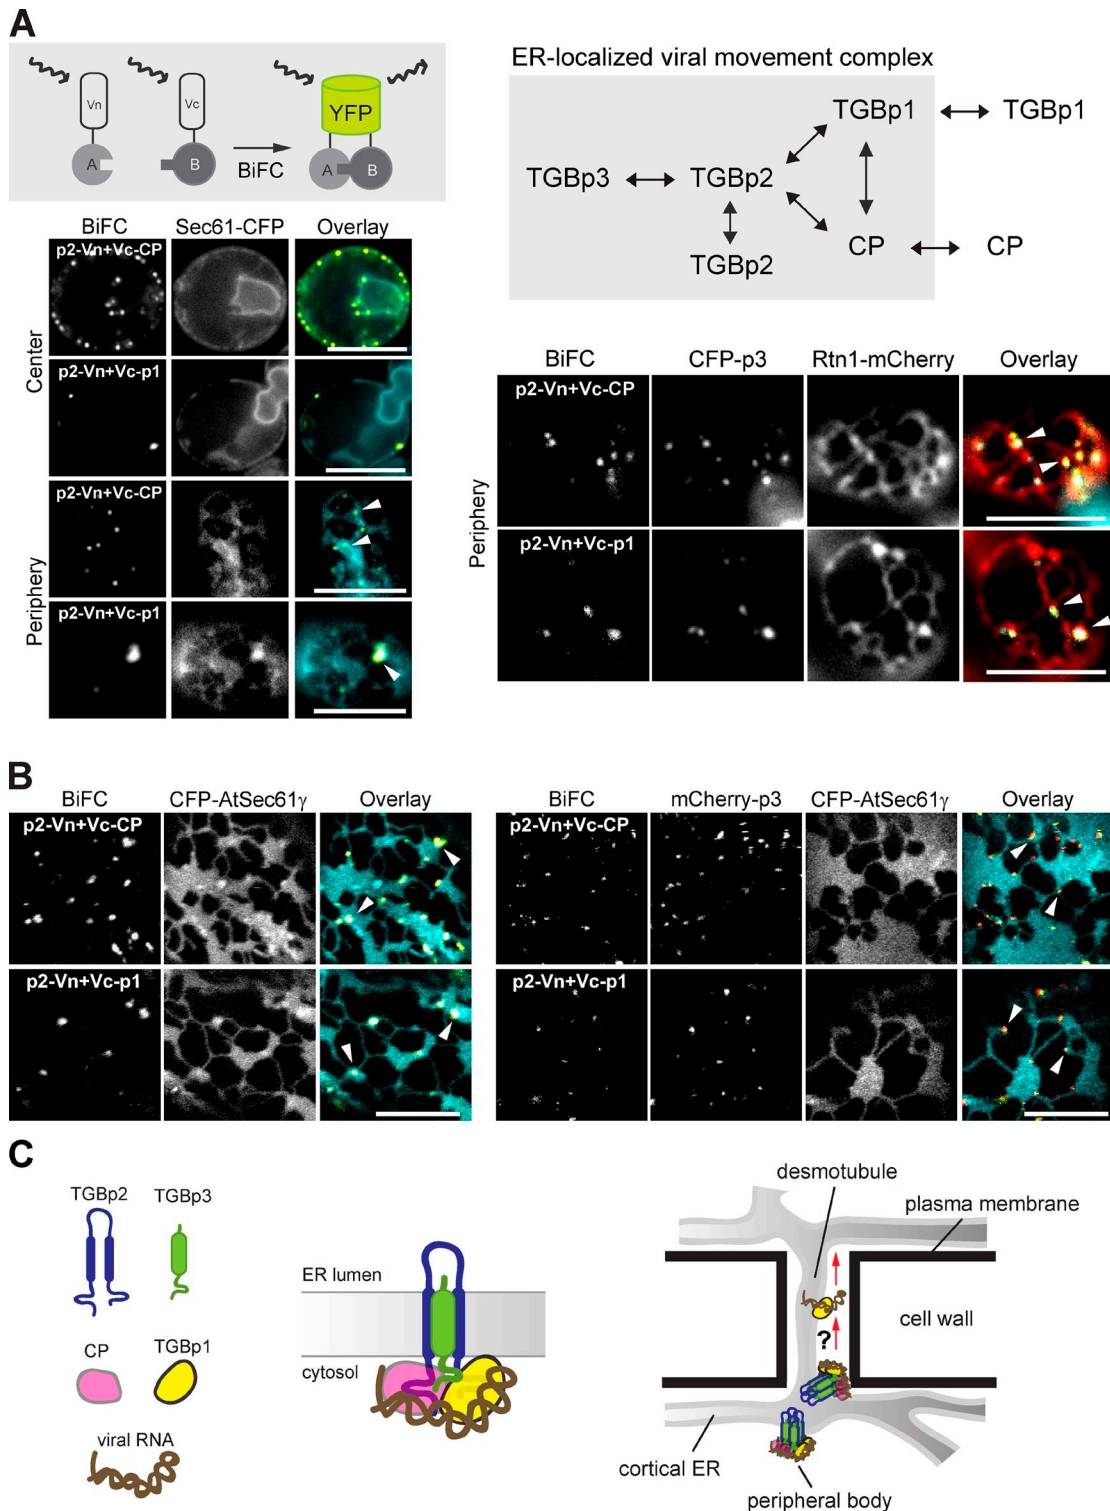 A
Vn
Vc
YFP
A
B
BiFC
A
B
ER-localized viral movement complex
TGBp1
TGBp1
TGBp3
TGBp2
CP
CP
TGBp2
BiFC
Sec61-CFP
Overlay
Center
p2-Vn+Vc-CP
p2-Vn+Vc-p1
Periphery
p2-Vn+Vc-CP
p2-Vn+Vc-p1
BiFC
CFP-p3
Rtn1-mCherry
Overlay
Periphery
p2-Vn+Vc-CP
p2-Vn+Vc-p1
B
BiFC
CFP-AtSec61γ
Overlay
p2-Vn+Vc-CP
p2-Vn+Vc-p1
BiFC
mCherry-p3
CFP-AtSec61γ
Overlay
p2-Vn+Vc-CP
p2-Vn+Vc-p1
C
TGBp2
TGBp3
CP
TGBp1
viral RNA
ER lumen
cytosol
desmotubule
plasma membrane
cell wall
?
cortical ER
peripheral body